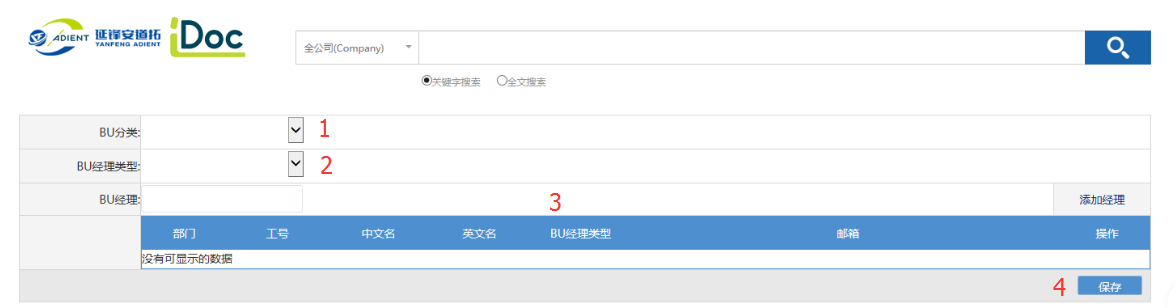 ADIENT 延锋安道拓 iDoc
YANFENG ADIENT
全公司(Company)
关键字搜索 全文搜索
BU分类: 1
BU经理类型: 2
BU经理: 3 添加经理
部门 工号 中文名 英文名 BU经理类型 邮箱 操作
没有可显示的数据
4 保存